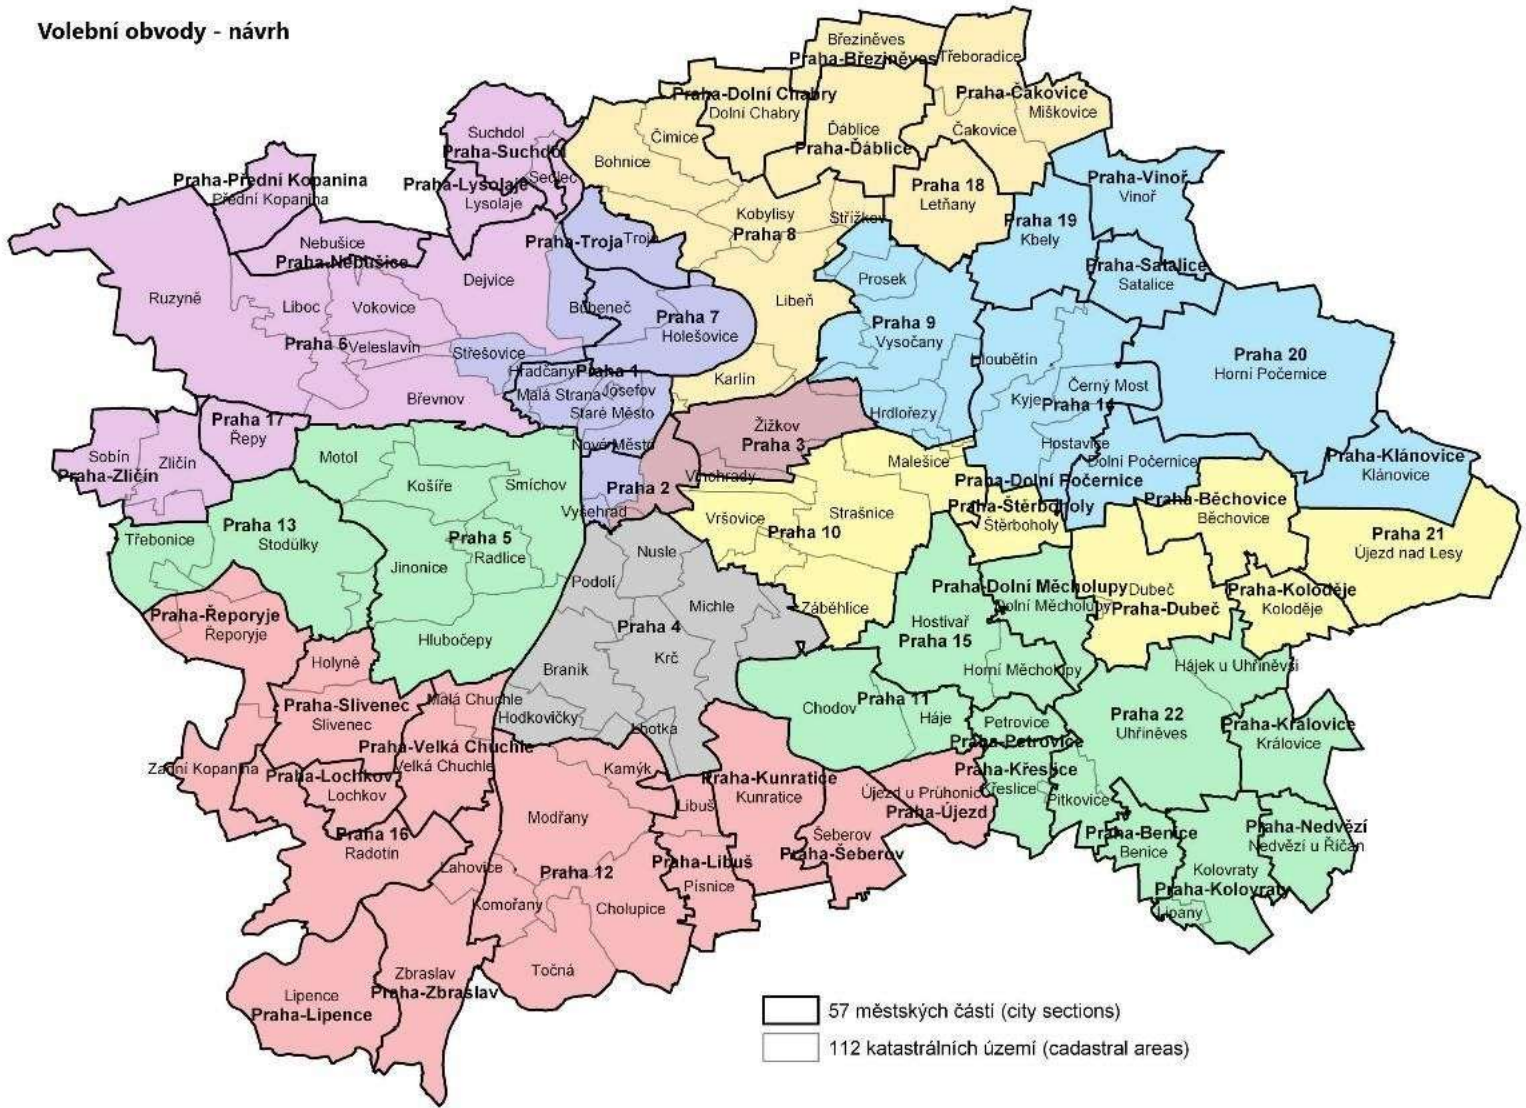 Volební obvody - návrh
Březiněves
Praha-Březiněves
Třeboradice
Praha-Dolní Chabry
Dolní Chabry
Praha-Čakovice
Miškovice
Čakovice
Ďáblice
Praha-Ďáblice
Čimice
Bohnice
Suchdol
Praha-Suchdol
Sedlec
Praha-Lysolaje
Lysolaje
Praha-Přední Kopanina
Přední Kopanina
Nebušice
Praha-Nebušice
Praha 18
Letňany
Praha-Vinoř
Vinoř
Kobylisy
Praha 8
Střížkov
Praha 19
Kbely
Praha-Troja
Troja
Praha-Satalice
Satalice
Ruzyně
Liboc
Vokovice
Dejvice
Bubeneč
Praha 7
Holešovice
Libeň
Prosek
Praha 9
Vysočany
Praha 6
Veleslavín
Střešovice
Hradčany
Praha 1
Malá Strana
Josefov
Staré Město
Karlín
Hloubětín
Praha 20
Horní Počernice
Černý Most
Kyje
Praha 14
Břevnov
Hrdlořezy
Praha 17
Řepy
Sobín
Zličín
Praha-Zličín
Motol
Košíře
Smíchov
Nové Město
Žižkov
Praha 3
Vinohrady
Praha 2
Vyšehrad
Malešice
Hostavice
Dolní Počernice
Praha-Dolní Počernice
Praha-Klánovice
Klánovice
Praha-Štěrboholy
Štěrboholy
Praha-Běchovice
Běchovice
Praha 13
Stodůlky
Třebonice
Praha 5
Radlice
Jinonice
Vršovice
Strašnice
Praha 10
Praha 21
Újezd nad Lesy
Nusle
Podolí
Michle
Záběhlice
Praha-Dolní Měcholupy
Dolní Měcholupy
Dubeč
Praha-Dubeč
Praha-Koloděje
Koloděje
Praha-Řeporyje
Řeporyje
Hlubočepy
Praha 4
Krč
Braník
Hostivař
Praha 15
Horní Měcholupy
Hájek u Uhříněvsi
Holyně
Praha-Slivenec
Slivenec
Malá Chuchle
Hodkovičky
Lhotka
Chodov
Praha 11
Háje
Petrovice
Praha-Petrovice
Praha 22
Uhříněves
Praha-Královice
Královice
Praha-Velká Chuchle
Velká Chuchle
Zadní Kopanina
Praha-Lochkov
Lochkov
Kamýk
Praha-Kunratice
Kunratice
Praha-Křeslice
Křeslice
Pitkovice
Újezd u Průhonic
Praha-Újezd
Libuš
Modřany
Praha 16
Radotín
Šeberov
Praha-Šeberov
Praha-Benice
Benice
Praha-Nedvězí
Nedvězí u Říčan
Lahovice
Praha 12
Praha-Libuš
Písnice
Kolovraty
Praha-Kolovraty
Lipany
Komořany
Cholupice
Točná
Zbraslav
Praha-Zbraslav
Lipence
Praha-Lipence
57 městských částí (city sections)
112 katastrálních území (cadastral areas)